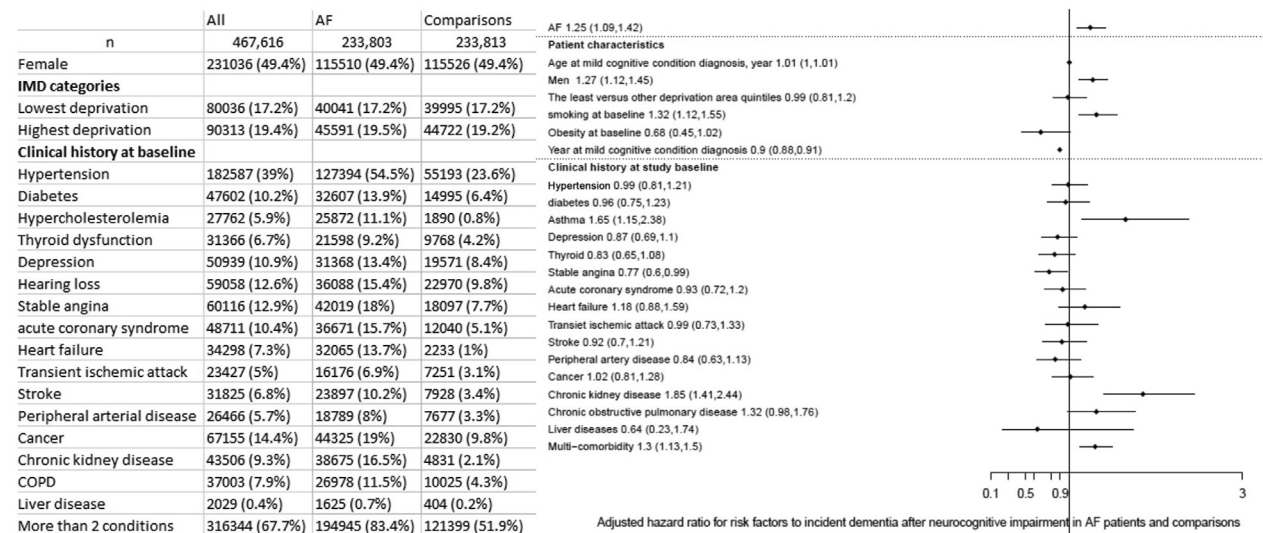 All AF Comparisons
n 467,616 233,803 233,813
Female 231036 (49.4%) 115510 (49.4%) 115526 (49.4%)
IMD categories
Lowest deprivation 80036 (17.2%) 40041 (17.2%) 39995 (17.2%)
Highest deprivation 90313 (19.4%) 45591 (19.5%) 44722 (19.2%)
Clinical history at baseline
Hypertension 182587 (39%) 127394 (54.5%) 55193 (23.6%)
Diabetes 47602 (10.2%) 32607 (13.9%) 14995 (6.4%)
Hypercholesterolemia 27762 (5.9%) 25872 (11.1%) 1890 (0.8%)
Thyroid dysfunction 31366 (6.7%) 21598 (9.2%) 9768 (4.2%)
Depression 50939 (10.9%) 31368 (13.4%) 19571 (8.4%)
Hearing loss 59058 (12.6%) 36088 (15.4%) 22970 (9.8%)
Stable angina 60116 (12.9%) 42019 (18%) 18097 (7.7%)
acute coronary syndrome 48711 (10.4%) 36671 (15.7%) 12040 (5.1%)
Heart failure 34298 (7.3%) 32065 (13.7%) 2233 (1%)
Transient ischemic attack 23427 (5%) 16176 (6.9%) 7251 (3.1%)
Stroke 31825 (6.8%) 23897 (10.2%) 7928 (3.4%)
Peripheral arterial disease 26466 (5.7%) 18789 (8%) 7677 (3.3%)
Cancer 67155 (14.4%) 44325 (19%) 22830 (9.8%)
Chronic kidney disease 43506 (9.3%) 38675 (16.5%) 4831 (2.1%)
COPD 37003 (7.9%) 26978 (11.5%) 10025 (4.3%)
Liver disease 2029 (0.4%) 1625 (0.7%) 404 (0.2%)
More than 2 conditions 316344 (67.7%) 194945 (83.4%) 121399 (51.9%)
AF 1.25 (1.09,1.42)
Patient characteristics
Age at mild cognitive condition diagnosis, year 1.01 (1,1.01)
Men 1.27 (1.12,1.45)
The least versus other deprivation area quintiles 0.99 (0.81,1.2)
smoking at baseline 1.32 (1.12,1.55)
Obesity at baseline 0.68 (0.45,1.02)
Year at mild cognitive condition diagnosis 0.9 (0.88,0.91)
Clinical history at study baseline
Hypertension 0.99 (0.81,1.21)
diabetes 0.96 (0.75,1.23)
Asthma 1.65 (1.15,2.38)
Depression 0.87 (0.69,1.1)
Thyroid 0.83 (0.65,1.08)
Stable angina 0.77 (0.6,0.99)
Acute coronary syndrome 0.93 (0.72,1.2)
Heart failure 1.18 (0.88,1.59)
Transiet ischemic attack 0.99 (0.73,1.33)
Stroke 0.92 (0.7,1.21)
Peripheral artery disease 0.84 (0.63,1.13)
Cancer 1.02 (0.81,1.28)
Chronic kidney disease 1.85 (1.41,2.44)
Chronic obstructive pulmonary disease 1.32 (0.98,1.76)
Liver diseases 0.64 (0.23,1.74)
Multi−comorbidity 1.3 (1.13,1.5)
0.1 0.5 0.9 3
Adjusted hazard ratio for risk factors to incident dementia after neurocognitive impairment in AF patients and comparisons